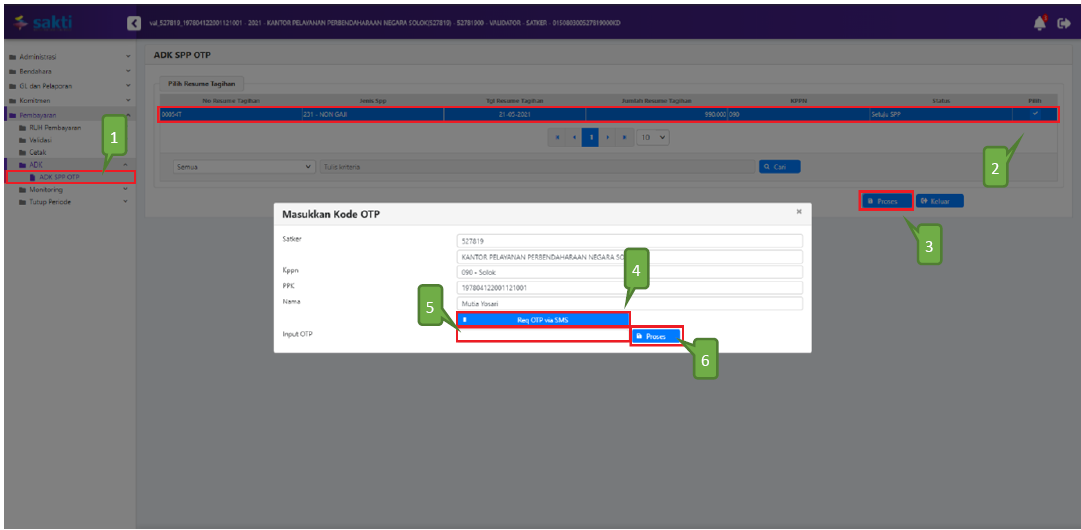 sakti
val_527819_197804122001121001 - 2021 - KANTOR PELAYANAN PERBENDAHARAAN NEGARA SOLOK(527819) - 527819000 - VALIDATOR - SATKER - 015080300527819000KD
Administrasi
Bendahara
GL dan Pelaporan
Komitmen
Pembayaran
RUH Pembayaran
Validasi
Cetak
ADK
ADK SPP OTP
Monitoring
Tutup Periode
1
ADK SPP OTP
Pilih Resume Tagihan
No Resume Tagihan Jenis Spp Tgl Resume Tagihan Jumlah Resume Tagihan KPPN Status Pilih
00054T 231 - NON GAJI 21-05-2021 990.000 090 Setuju SPP
1 10
2
Semua Tulis kriteria Cari
Proses Keluar
3
Masukkan Kode OTP
Satker 527819
KANTOR PELAYANAN PERBENDAHARAAN NEGARA SO
4
Kppn 090 - Solok
PPK 197804122001121001
Nama Mutia Yosari
5
Req OTP via SMS
Input OTP Proses
6